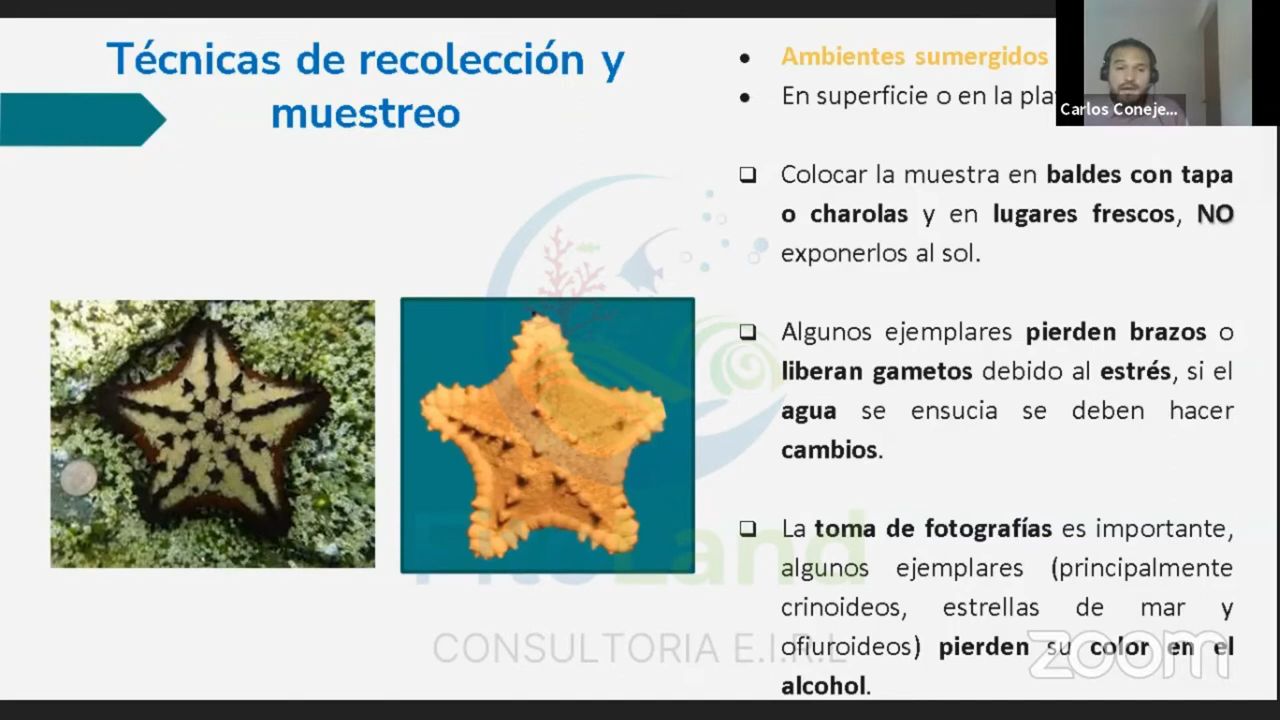 Técnicas de recolección y
muestreo
Ambientes sumergidos
En superficie o en la
Carlos Coneje...
Colocar la muestra en baldes con tapa
o charolas y en lugares frescos, NO
exponerlos al sol.
Algunos ejemplares pierden brazos o
liberan gametos debido al estrés, si el
agua se ensucia se deben hacer
cambios.
La toma de fotografías es importante,
algunos ejemplares (principalmente
crinoideos, estrellas de mar y
ofiuroideos) pierden su color en el
alcohol.
FitoLand
CONSULTORIA E.I.R.L
zoom